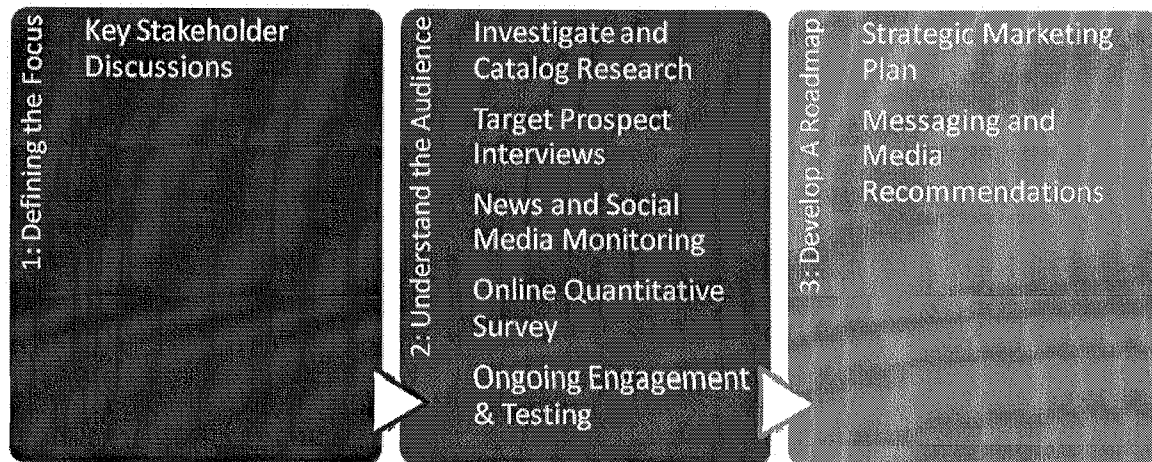 1: Defining the Focus
Key Stakeholder
Discussions
2: Understand the Audience
Investigate and
Catalog Research
Target Prospect
Interviews
News and Social
Media Monitoring
Online Quantitative
Survey
Ongoing Engagement
& Testing
3: Develop A Roadmap
Strategic Marketing
Plan
Messaging and
Media
Recommendations